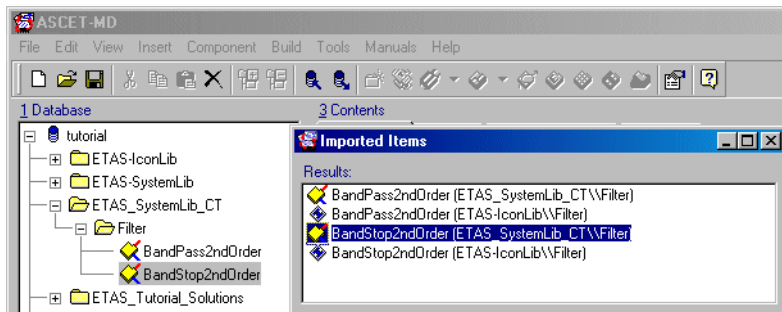 ASCET-MD
File Edit View Insert Component Build Tools Manuals Help
1 Database
3 Contents
tutorial
ETAS-IconLib
ETAS-SystemLib
ETAS_SystemLib_CT
Filter
BandPass2ndOrder
BandStop2ndOrder
ETAS_Tutorial_Solutions
Imported Items
Results:
BandPass2ndOrder (ETAS_SystemLib_CT\\Filter)
BandPass2ndOrder (ETAS-IconLib\\Filter)
BandStop2ndOrder (ETAS_SystemLib_CT\\Filter)
BandStop2ndOrder (ETAS-IconLib\\Filter)